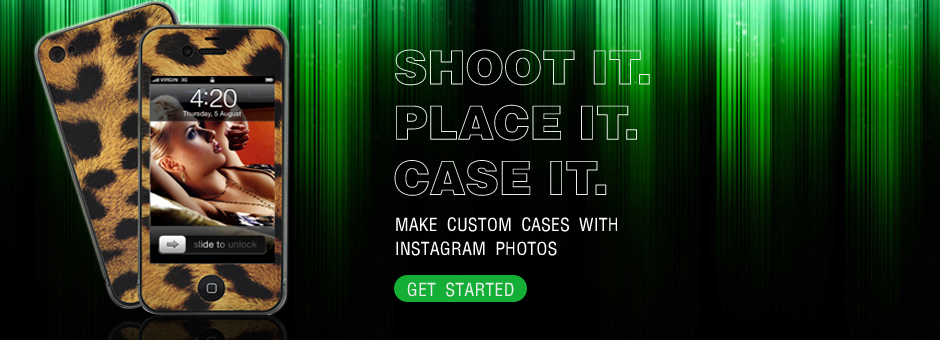 VIRGIN 3G
4:20
Thursday, 5 August
slide to unlock
SHOOT IT.
PLACE IT.
CASE IT.
MAKE CUSTOM CASES WITH
INSTAGRAM PHOTOS
GET STARTED